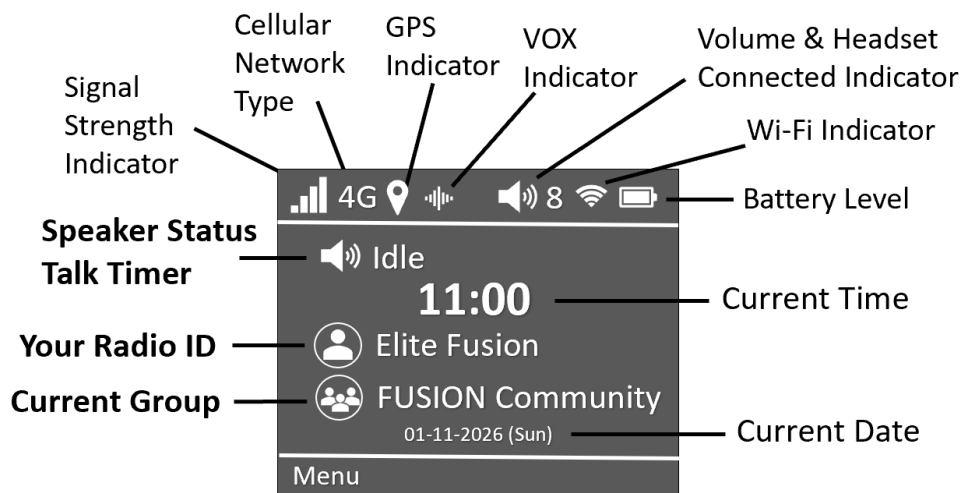 Cellular
Network
Type
GPS
Indicator
VOX
Indicator
Volume & Headset
Connected Indicator
Signal
Strength
Indicator
Wi-Fi Indicator
4G
8
Battery Level
Speaker Status
Talk Timer
Idle
11:00
Current Time
Your Radio ID
Elite Fusion
Current Group
FUSION Community
01-11-2026 (Sun)
Current Date
Menu